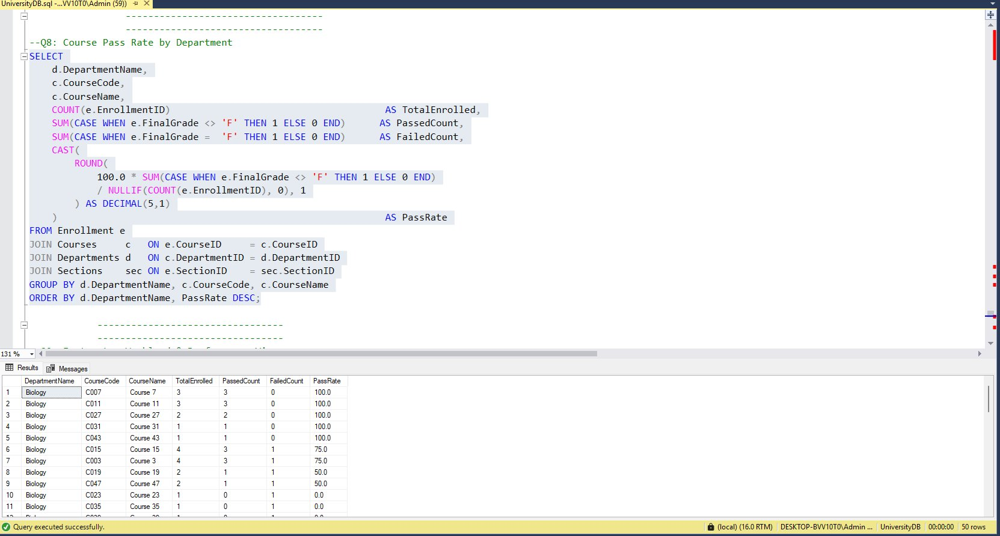 UniversityDB.sql -...VV10T0\Admin (59))
-----------------------------------
-----------------------------------
--Q8: Course Pass Rate by Department
SELECT
d.DepartmentName,
c.CourseCode,
c.CourseName,
COUNT(e.EnrollmentID) AS TotalEnrolled,
SUM(CASE WHEN e.FinalGrade <> 'F' THEN 1 ELSE 0 END) AS PassedCount,
SUM(CASE WHEN e.FinalGrade = 'F' THEN 1 ELSE 0 END) AS FailedCount,
CAST(
ROUND(
100.0 * SUM(CASE WHEN e.FinalGrade <> 'F' THEN 1 ELSE 0 END)
/ NULLIF(COUNT(e.EnrollmentID), 0), 1
) AS DECIMAL(5,1)
) AS PassRate
FROM Enrollment e
JOIN Courses c ON e.CourseID = c.CourseID
JOIN Departments d ON c.DepartmentID = d.DepartmentID
JOIN Sections sec ON e.SectionID = sec.SectionID
GROUP BY d.DepartmentName, c.CourseCode, c.CourseName
ORDER BY d.DepartmentName, PassRate DESC;
---------------------------------
---------------------------------
131 %
Results Messages
DepartmentName CourseCode CourseName TotalEnrolled PassedCount FailedCount PassRate
1 Biology C007 Course 7 3 3 0 100.0
2 Biology C011 Course 11 3 3 0 100.0
3 Biology C027 Course 27 2 2 0 100.0
4 Biology C031 Course 31 1 1 0 100.0
5 Biology C043 Course 43 1 1 0 100.0
6 Biology C015 Course 15 4 3 1 75.0
7 Biology C003 Course 3 4 3 1 75.0
8 Biology C019 Course 19 2 1 1 50.0
9 Biology C047 Course 47 2 1 1 50.0
10 Biology C023 Course 23 1 0 1 0.0
11 Biology C035 Course 35 1 0 1 0.0
Query executed successfully. (local) (16.0 RTM) DESKTOP-BVV10T0\Admin ... UniversityDB 00:00:00 50 rows